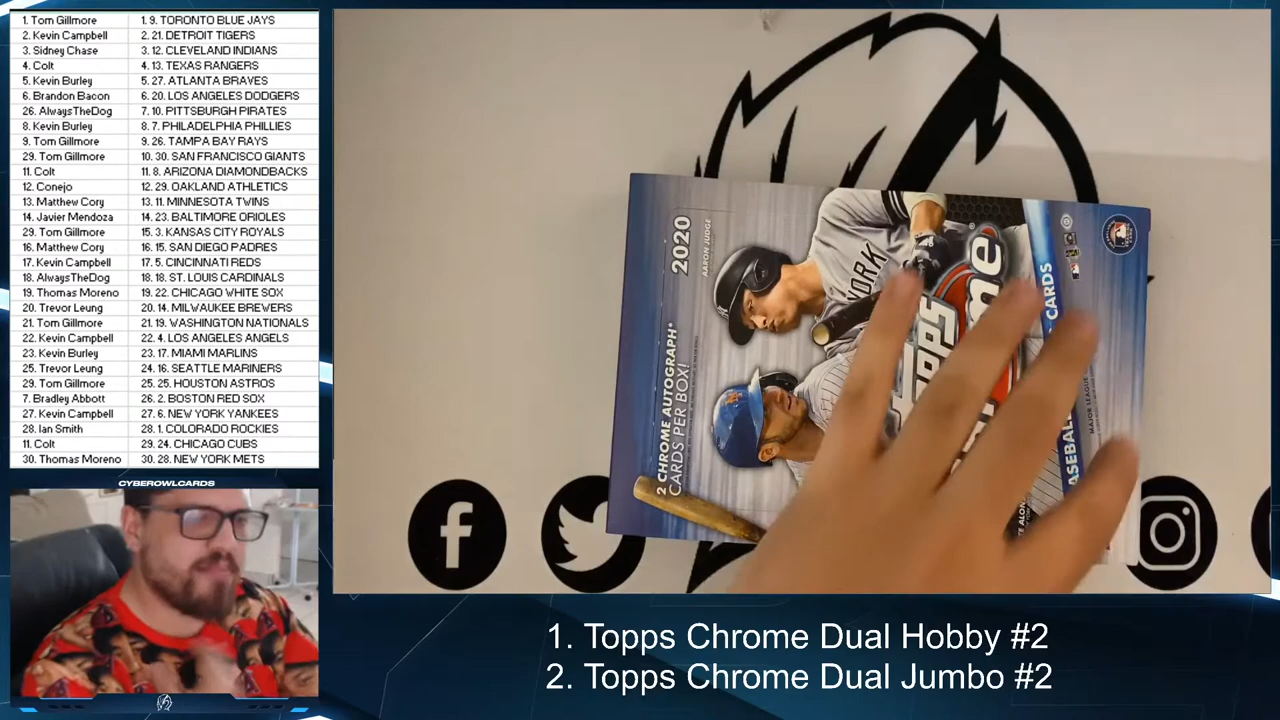 1. Tom Gillmore 1. 9. TORONTO BLUE JAYS
2. Kevin Campbell 2. 21. DETROIT TIGERS
3. Sidney Chase 3. 12. CLEVELAND INDIANS
4. Colt 4. 13. TEXAS RANGERS
5. Kevin Burley 5. 27. ATLANTA BRAVES
6. Brandon Bacon 6. 20. LOS ANGELES DODGERS
26. AlwaysTheDog 7. 10. PITTSBURGH PIRATES
8. Kevin Burley 8. 7. PHILADELPHIA PHILLIES
9. Tom Gillmore 9. 26. TAMPA BAY RAYS
29. Tom Gillmore 10. 30. SAN FRANCISCO GIANTS
11. Colt 11. 8. ARIZONA DIAMONDBACKS
12. Conejo 12. 29. OAKLAND ATHLETICS
13. Matthew Cory 13. 11. MINNESOTA TWINS
14. Javier Mendoza 14. 23. BALTIMORE ORIOLES
29. Tom Gillmore 15. 3. KANSAS CITY ROYALS
16. Matthew Cory 16. 15. SAN DIEGO PADRES
17. Kevin Campbell 17. 5. CINCINNATI REDS
18. AlwaysTheDog 18. 18. ST. LOUIS CARDINALS
19. Thomas Moreno 19. 22. CHICAGO WHITE SOX
20. Trevor Leung 20. 14. MILWAUKEE BREWERS
21. Tom Gillmore 21. 19. WASHINGTON NATIONALS
22. Kevin Campbell 22. 4. LOS ANGELES ANGELS
23. Kevin Burley 23. 17. MIAMI MARLINS
25. Trevor Leung 24. 16. SEATTLE MARINERS
29. Tom Gillmore 25. 25. HOUSTON ASTROS
7. Bradley Abbott 26. 2. BOSTON RED SOX
27. Kevin Campbell 27. 6. NEW YORK YANKEES
28. Ian Smith 28. 1. COLORADO ROCKIES
11. Colt 29. 24. CHICAGO CUBS
30. Thomas Moreno 30. 28. NEW YORK METS
CYBEROWLCARDS
2020
AARON JUDGE
2 CHROME AUTOGRAPH*
CARDS PER BOX!
YORK
CARDS
MAJOR LEAGUE
1. Topps Chrome Dual Hobby #2
2. Topps Chrome Dual Jumbo #2